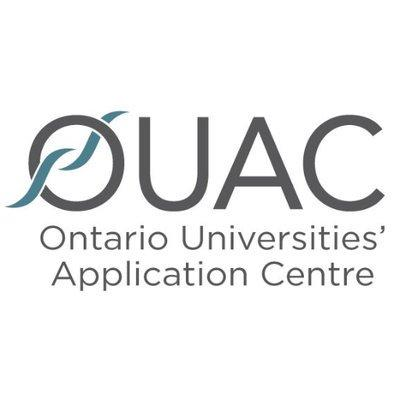 OUAC
Ontario Universities’
Application Centre